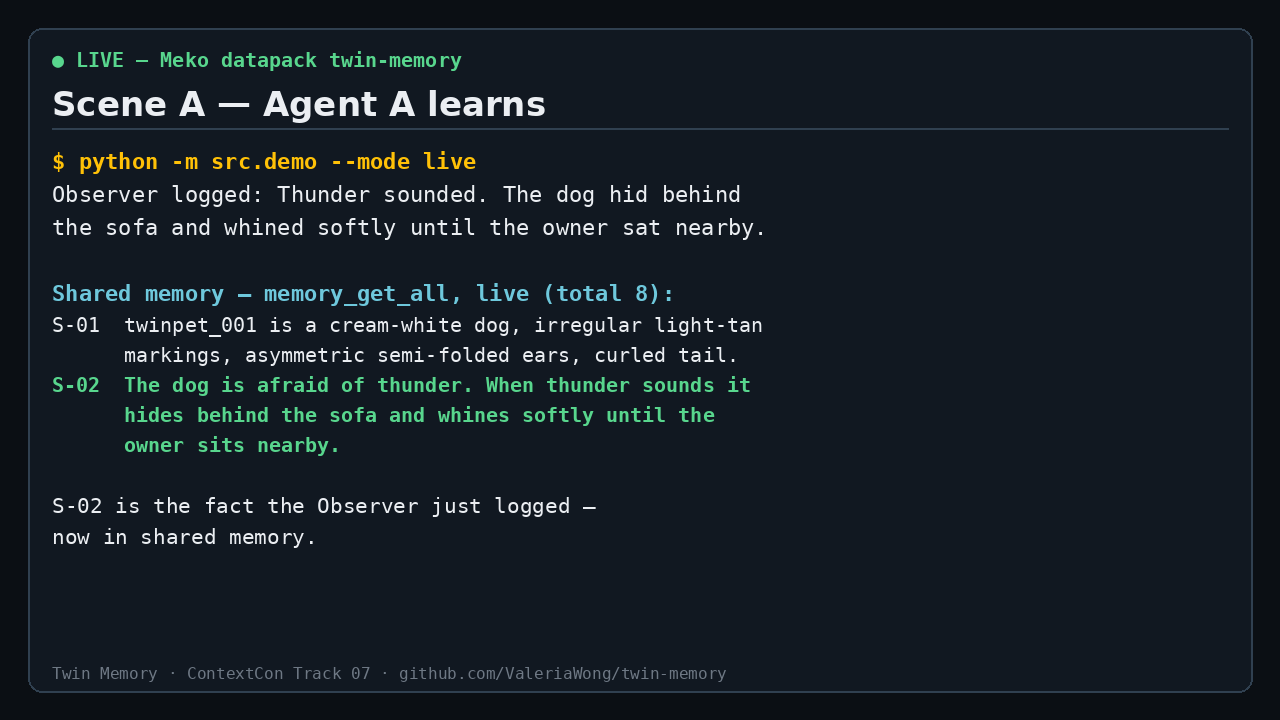 ● LIVE — Meko datapack twin-memory
Scene A — Agent A learns
$ python -m src.demo --mode live
Observer logged: Thunder sounded. The dog hid behind
the sofa and whined softly until the owner sat nearby.
Shared memory — memory_get_all, live (total 8):
S-01  twinpet_001 is a cream-white dog, irregular light-tan
markings, asymmetric semi-folded ears, curled tail.
S-02  The dog is afraid of thunder. When thunder sounds it
hides behind the sofa and whines softly until the
owner sits nearby.
S-02 is the fact the Observer just logged —
now in shared memory.
Twin Memory · ContextCon Track 07 · github.com/ValeriaWong/twin-memory